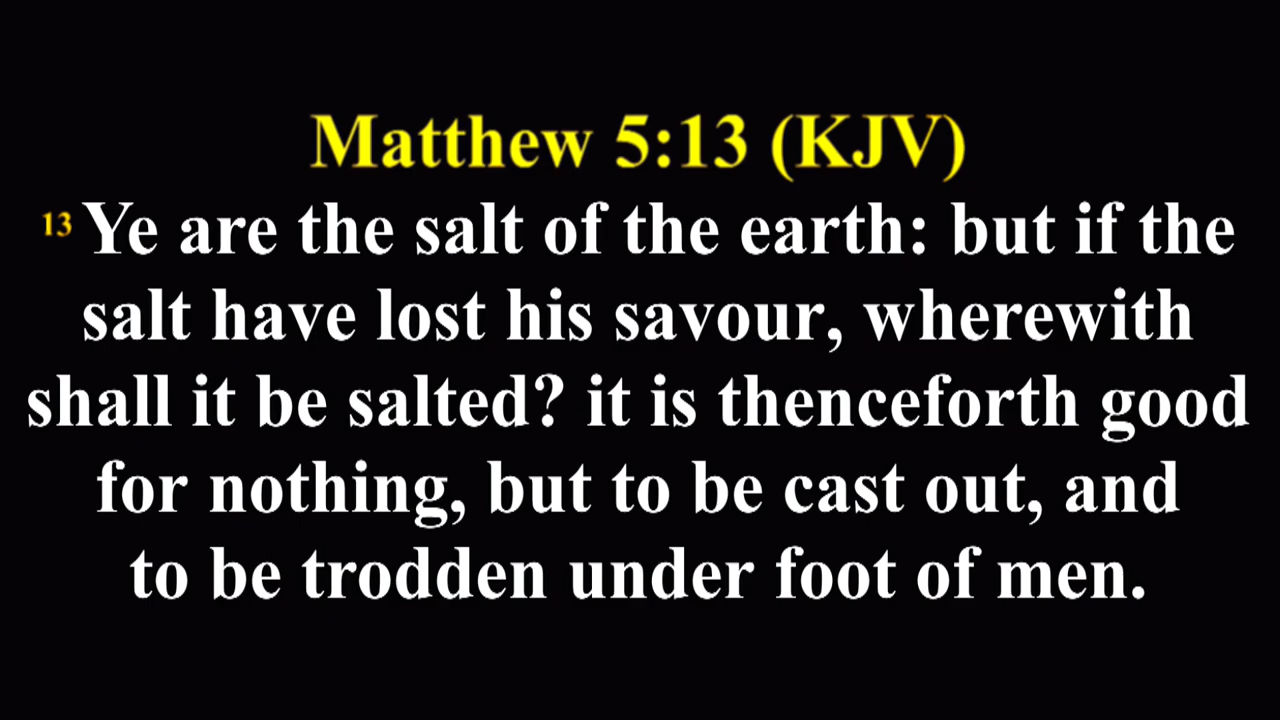 Matthew 5:13 (KJV)
13 Ye are the salt of the earth: but if the
salt have lost his savour, wherewith
shall it be salted? it is thenceforth good
for nothing, but to be cast out, and
to be trodden under foot of men.